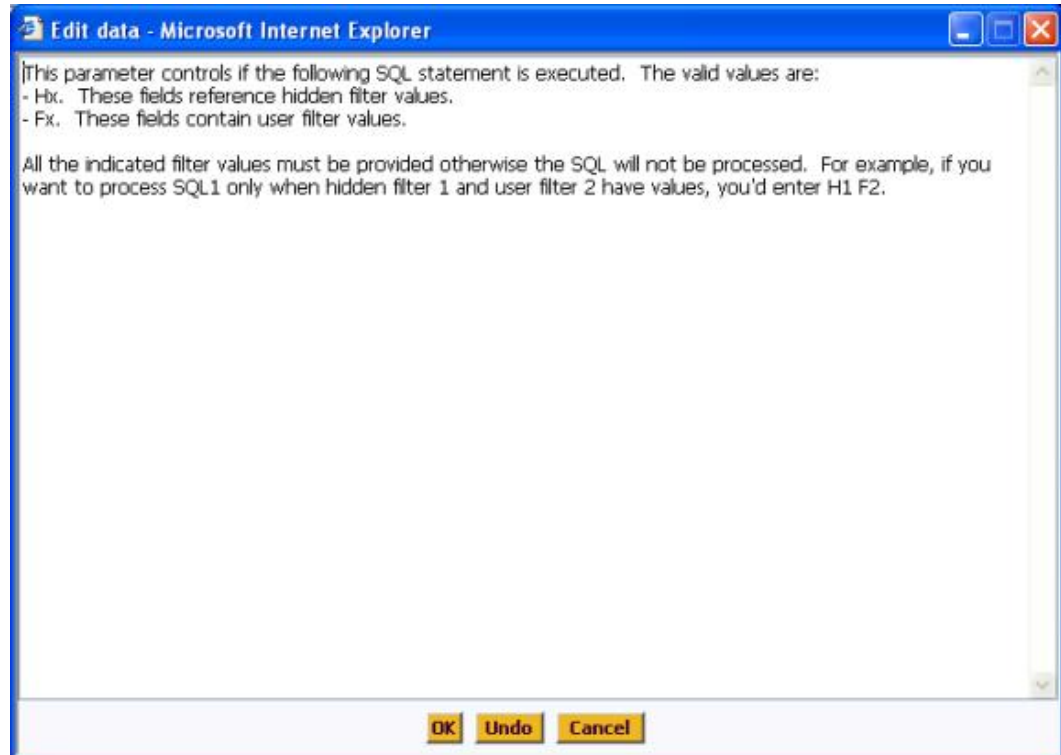 Edit data - Microsoft Internet Explorer
This parameter controls if the following SQL statement is executed.  The valid values are:
- Hx.  These fields reference hidden filter values.
- Fx.  These fields contain user filter values.
All the indicated filter values must be provided otherwise the SQL will not be processed.  For example, if you
want to process SQL1 only when hidden filter 1 and user filter 2 have values, you'd enter H1 F2.
OK Undo Cancel